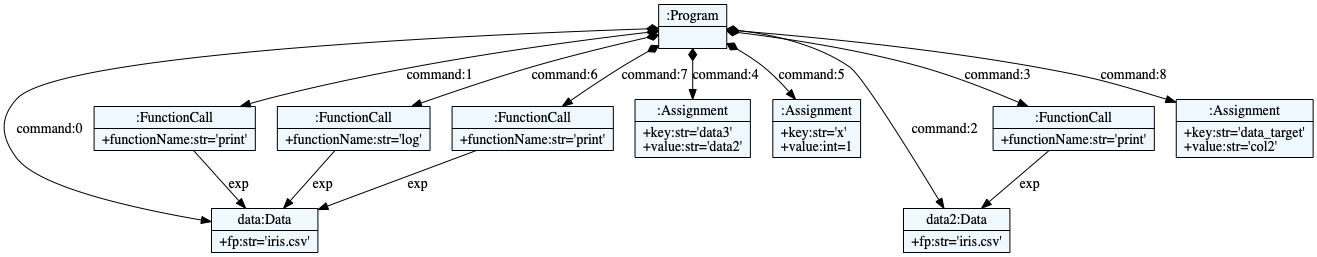 :Program
command:1
command:6
command:7
command:4
command:5
command:3
command:8
command:0
:FunctionCall
+functionName:str='print'
:FunctionCall
+functionName:str='log'
:FunctionCall
+functionName:str='print'
:Assignment
+key:str='data3'
+value:str='data2'
:Assignment
+key:str='x'
+value:int=1
command:2
:FunctionCall
+functionName:str='print'
:Assignment
+key:str='data_target'
+value:str='col2'
exp
exp
exp
exp
data:Data
+fp:str='iris.csv'
data2:Data
+fp:str='iris.csv'